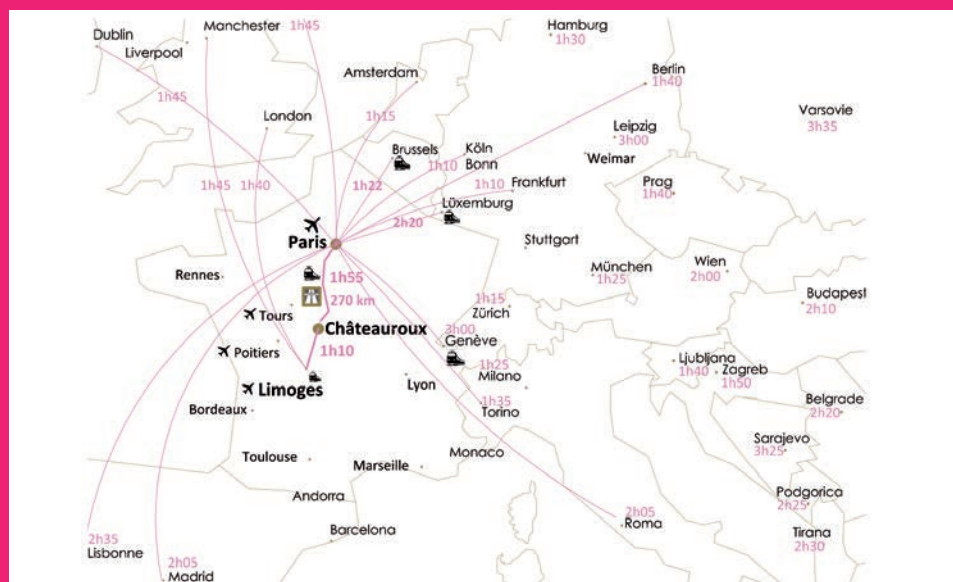 Hamburg
1h30
Dublin
Manchester
1h45
Liverpool
Amsterdam
Berlin
1h40
1h45
1h15
London
Varsovie
3h35
Leipzig
3h00
Brussels
Köln
Bonn
1h10
Weimar
1h45
1h40
1h22
1h10
Frankfurt
Prag
1h40
Lüxemburg
2h20
Paris
Stuttgart
Rennes
1h55
270 km
München
1h25
Wien
2h00
Budapest
2h10
1h15
Zürich
Tours
Châteauroux
3h00
Genève
Poitiers
1h10
1h25
Milano
Ljubljana
1h40
Zagreb
1h50
Limoges
Lyon
1h35
Torino
Belgrade
2h20
Bordeaux
Sarajevo
3h25
Toulouse
Marseille
Monaco
Andorra
Podgorica
2h25
2h05
Roma
Barcelona
Tirana
2h30
2h35
Lisbonne
2h05
Madrid